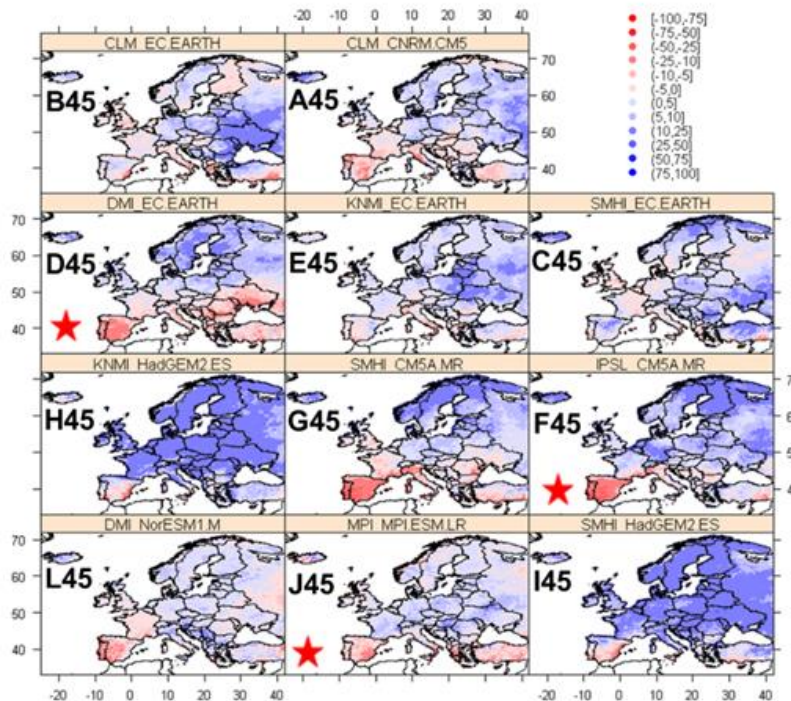 -20 -10 0 10 20 30 40
CLM_EC.EARTH CLM_CNRM.CM5
[-100,-75]
(-75,-50]
(-50,-25]
(-25,-10]
(-10,-5]
(-5,0]
(0,5]
(5,10]
(10,25]
(25,50]
(50,75]
(75,100]
B45 A45
70
60
50
40
DMI_EC.EARTH KNMI_EC.EARTH SMHI_EC.EARTH
70
60
50
40
D45 E45 C45
KNMI_HadGEM2.ES SMHI_CM5A.MR IPSL_CM5A.MR
H45 G45 F45
DMI_NorESM1.M MPI_MPI.ESM.LR SMHI_HadGEM2.ES
70
60
50
40
L45 J45 I45
-20 -10 0 10 20 30 40 -20 -10 0 10 20 30 40